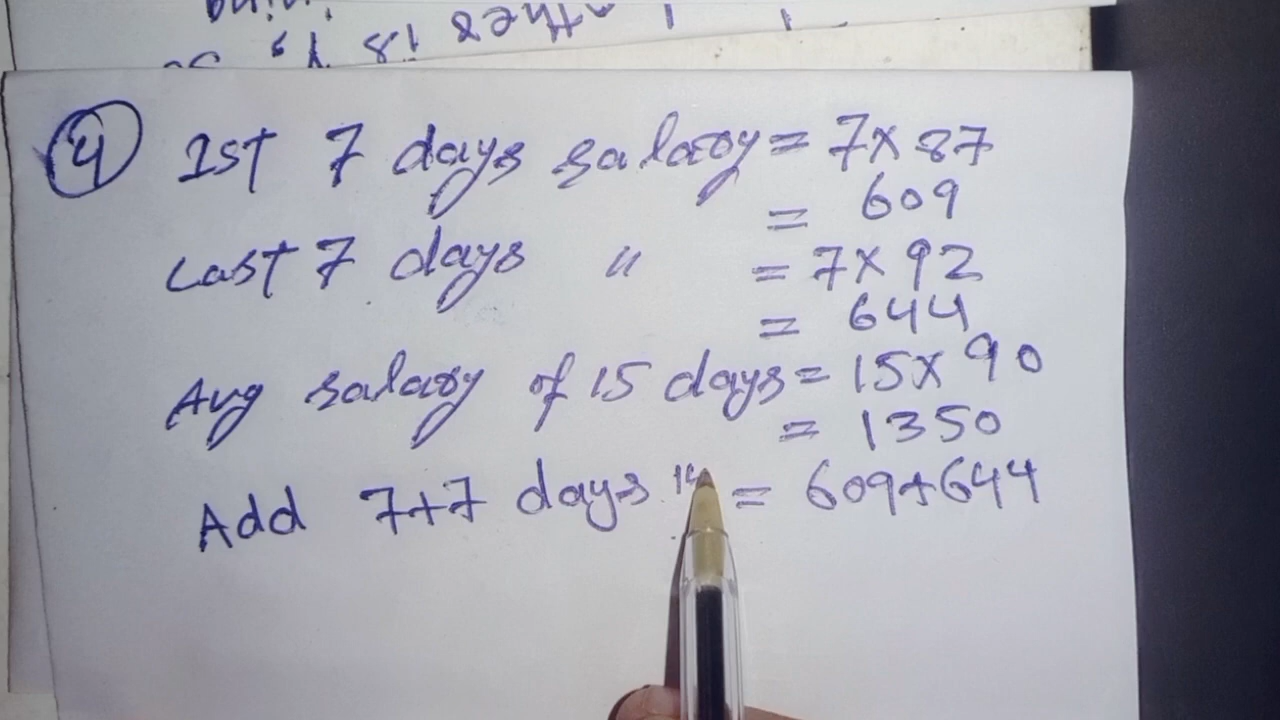 4 1st 7 days salary = 7x87
= 609
Last 7 days " = 7x92
= 644
Avg salary of 15 days = 15x90
= 1350
Add 7+7 days 14 = 609+644